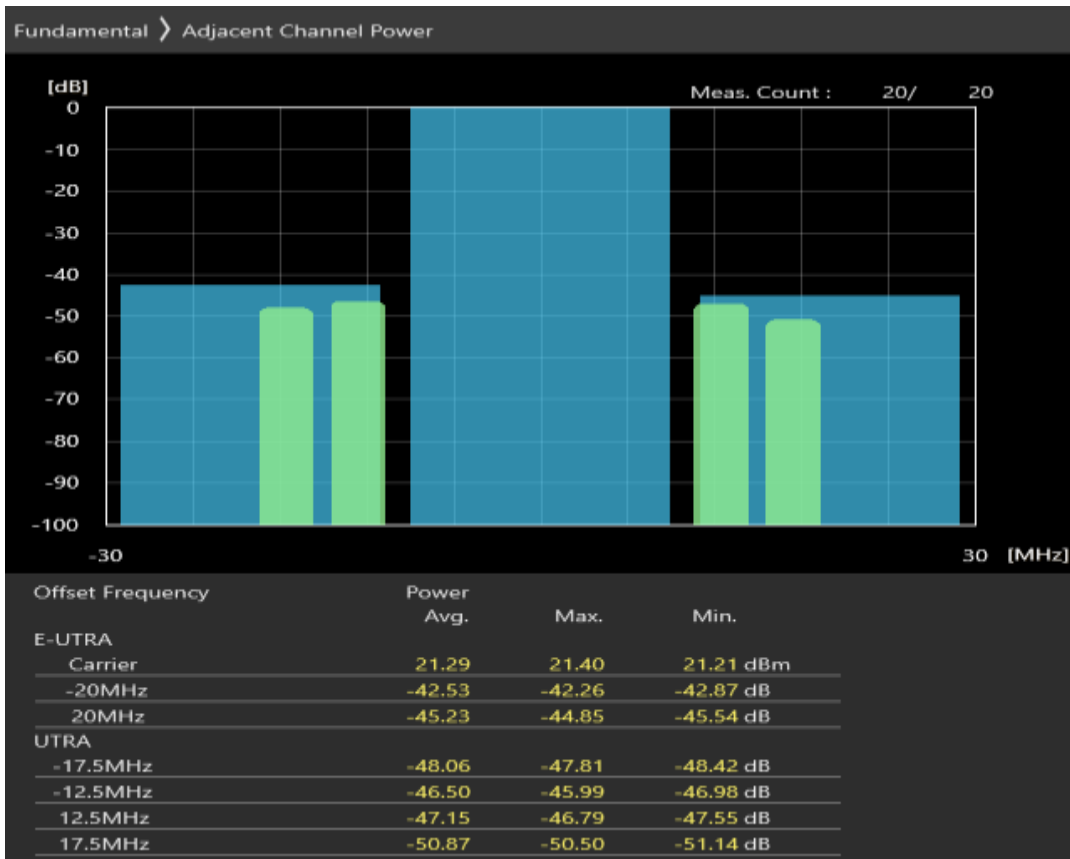 Fundamental 〉 Adjacent Channel Power
[dB]
Meas. Count : 20/ 20
0
-10
-20
-30
-40
-50
-60
-70
-80
-90
-100
-30 30 [MHz]
Offset Frequency Power
Avg. Max. Min.
E-UTRA
Carrier 21.29 21.40 21.21 dBm
-20MHz -42.53 -42.26 -42.87 dB
20MHz -45.23 -44.85 -45.54 dB
UTRA
-17.5MHz -48.06 -47.81 -48.42 dB
-12.5MHz -46.50 -45.99 -46.98 dB
12.5MHz -47.15 -46.79 -47.55 dB
17.5MHz -50.87 -50.50 -51.14 dB